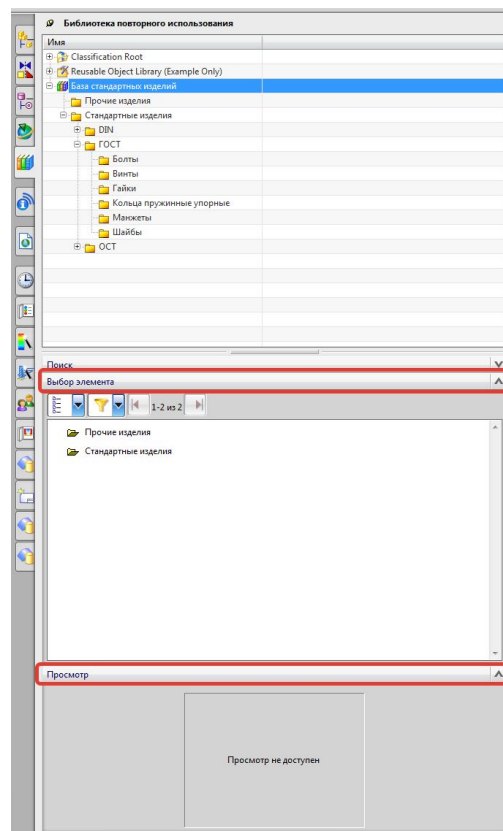 Библиотека повторного использования
Имя
Classification Root
Reusable Object Library (Example Only)
База стандартных изделий
Прочие изделия
Стандартные изделия
DIN
ГОСТ
Болты
Винты
Гайки
Кольца пружинные упорные
Манжеты
Шайбы
ОСТ
Поиск
Выбор элемента
1-2 из 2
Прочие изделия
Стандартные изделия
Просмотр
Просмотр не доступен